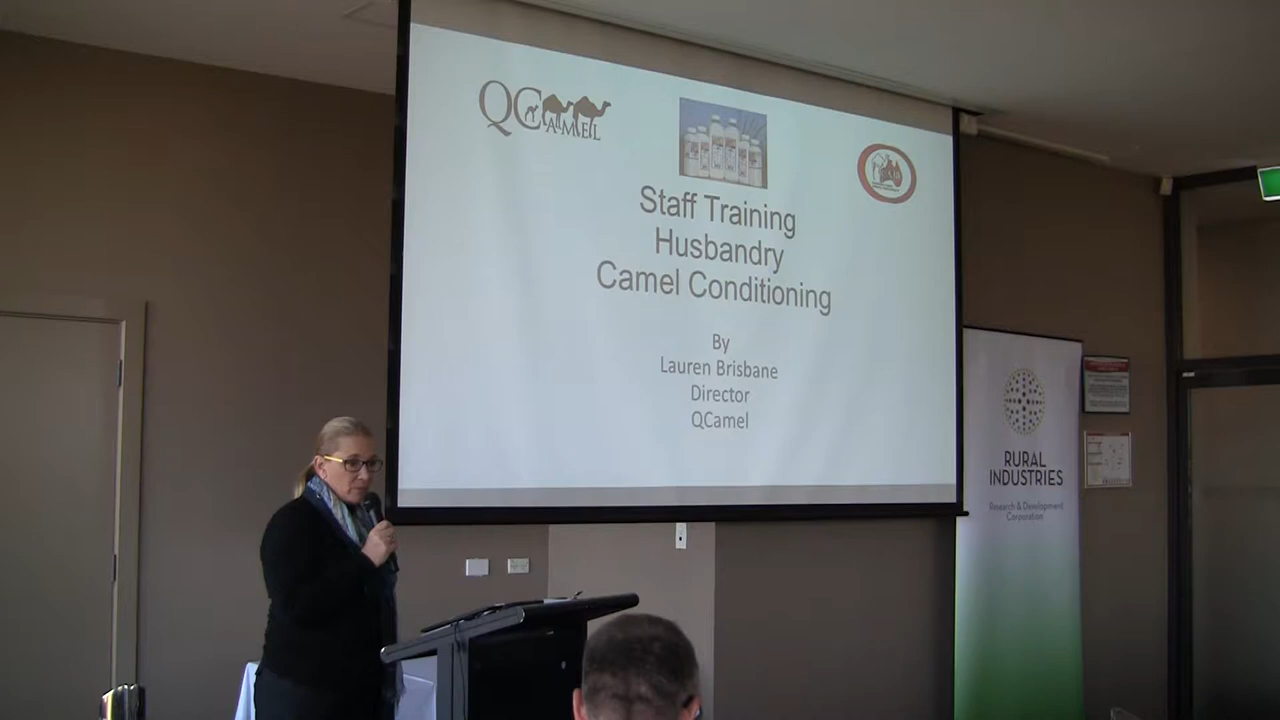 QCAMEL
Staff Training
Husbandry
Camel Conditioning
By
Lauren Brisbane
Director
QCamel
RURAL
INDUSTRIES
Research & Development
Corporation